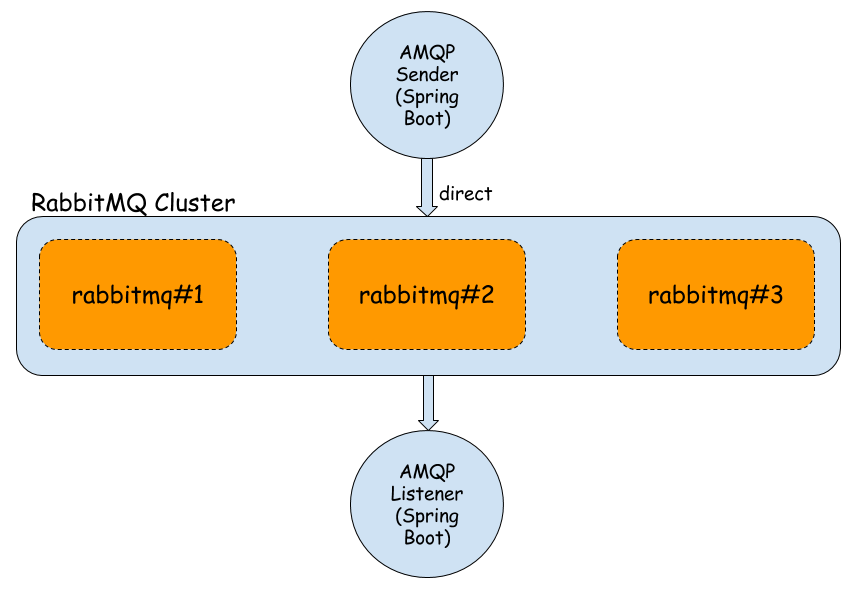 AMQP
Sender
(Spring
Boot)
direct
RabbitMQ Cluster
rabbitmq#1
rabbitmq#2
rabbitmq#3
AMQP
Listener
(Spring
Boot)